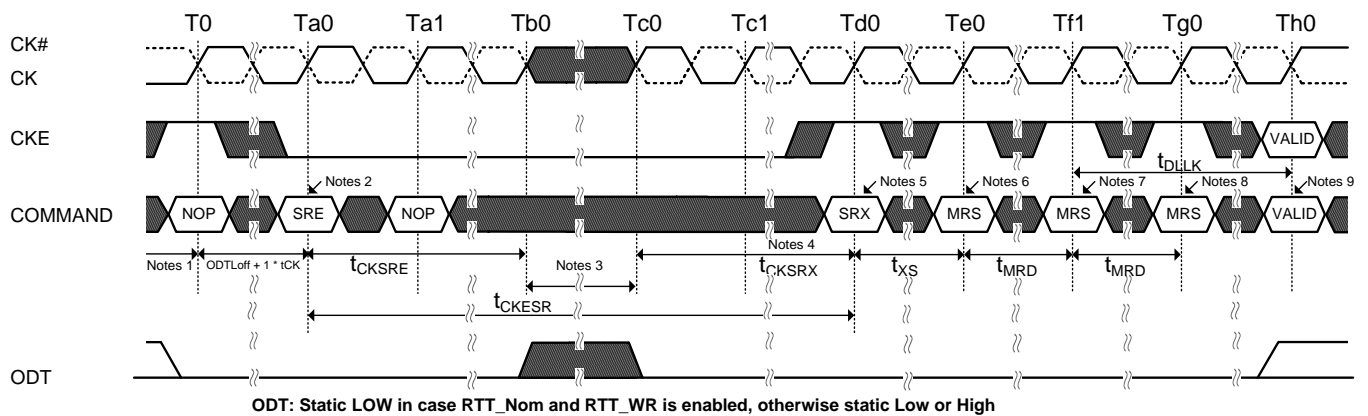 T0 Ta0 Ta1 Tb0 Tc0 Tc1 Td0 Te0 Tf1 Tg0 Th0
CK#
CK
CKE
VALID
tDLLK
Notes 2 Notes 5 Notes 6 Notes 7 Notes 8 Notes 9
COMMAND
NOP SRE NOP SRX MRS MRS MRS VALID
Notes 1 ODTLoff + 1 * tCK tCKSRE Notes 3 Notes 4 tCKSRX tXS tMRD tMRD
tCKESR
ODT
ODT: Static LOW in case RTT_Nom and RTT_WR is enabled, otherwise static Low or High